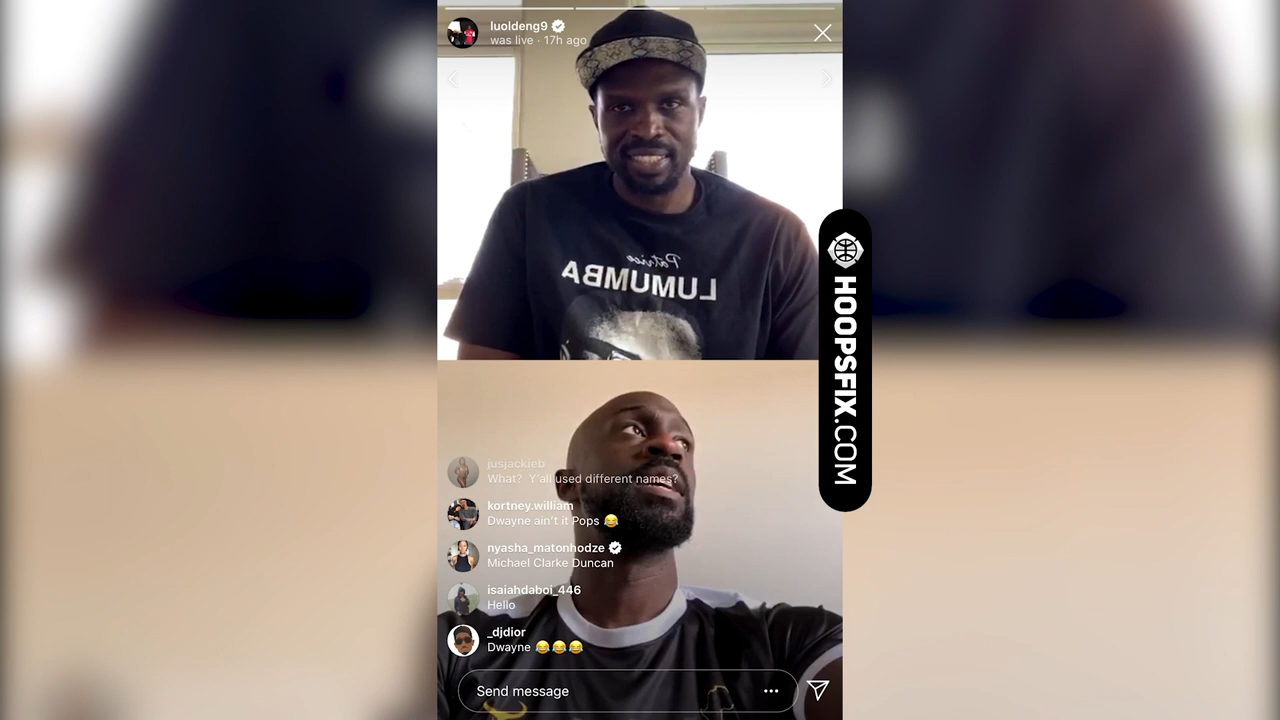 luoldeng9
was live · 17h ago
Patrice
LUMUMBA
HOOPSFIX.COM
jusjackieb
What? Y'all used different names?
kortney.william
Dwayne ain't it Pops 😂
nyasha_matonhodze
Michael Clarke Duncan
isaiahdaboi_446
Hello
_djdior
Dwayne 😂😂😂
Send message